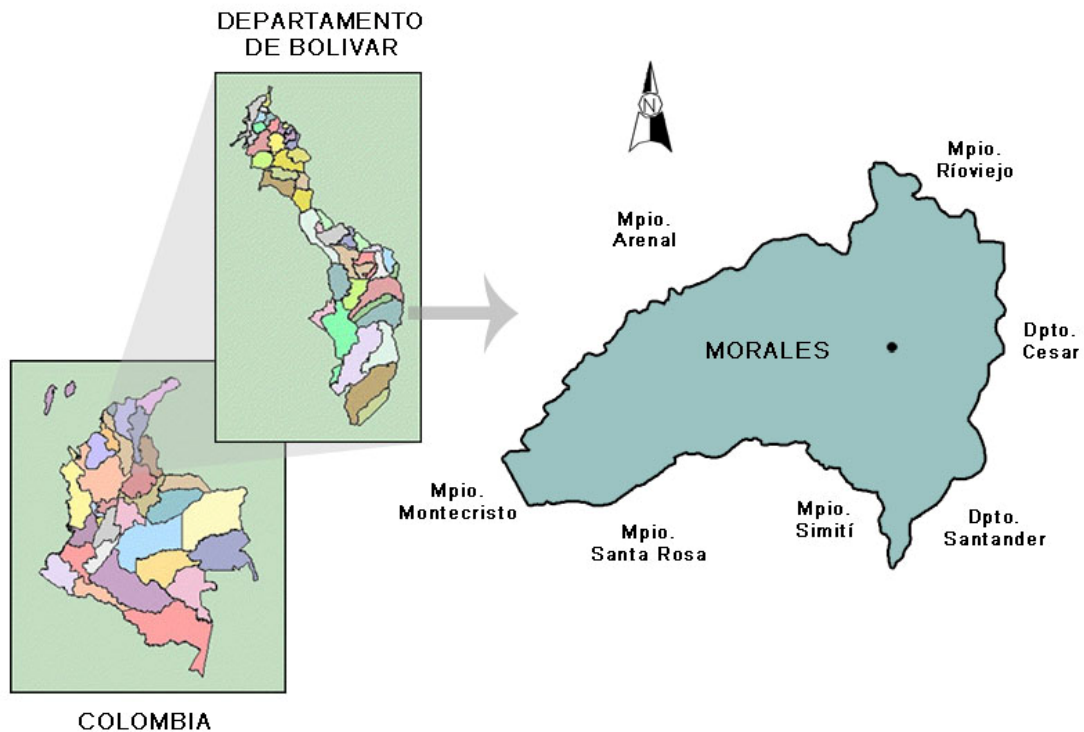 DEPARTAMENTO
DE BOLIVAR
N
Mpio.
Ríoviejo
Mpio.
Arenal
Dpto.
Cesar
MORALES
Mpio.
Montecristo
Mpio.
Santa Rosa
Mpio.
Simití
Dpto.
Santander
COLOMBIA